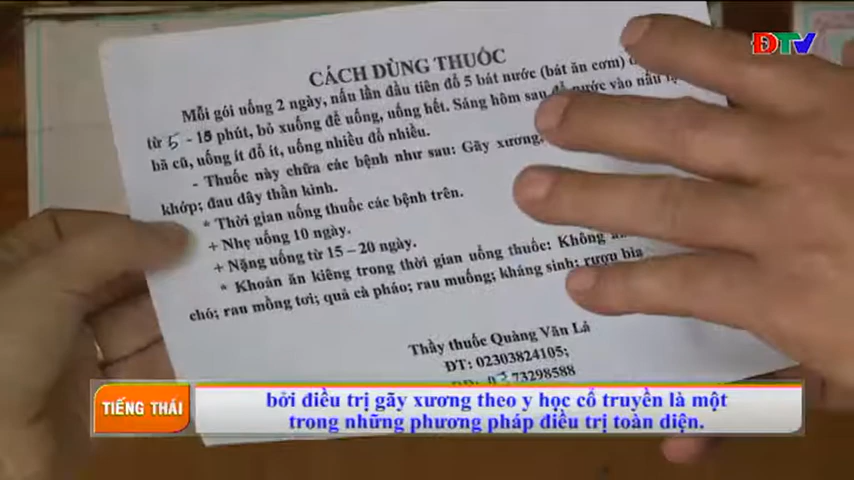 ĐTV
CÁCH DÙNG THUỐC
Mỗi gói uống 2 ngày, nấu lần đầu tiên đổ 5 bát nước (bát ăn cơm)
từ 5 - 15 phút, bỏ xuống để uống, uống hết. Sáng hôm sau đổ nước vào nấu lại
bã cũ, uống ít đổ ít, uống nhiều đổ nhiều.
- Thuốc này chữa các bệnh như sau: Gãy xương,
khớp; đau dây thần kinh.
* Thời gian uống thuốc các bệnh trên.
+ Nhẹ uống 10 ngày.
+ Nặng uống từ 15 – 20 ngày.
* Khoản ăn kiêng trong thời gian uống thuốc: Không ăn
chó; ran mồng tơi; quả cà pháo; rau muống; kháng sinh; rượu bia
Thầy thuốc Quàng Văn Lả
ĐT: 02303824105;
73298588
TIẾNG THÁI
bởi điều trị gãy xương theo y học cổ truyền là một
trong những phương pháp điều trị toàn diện.